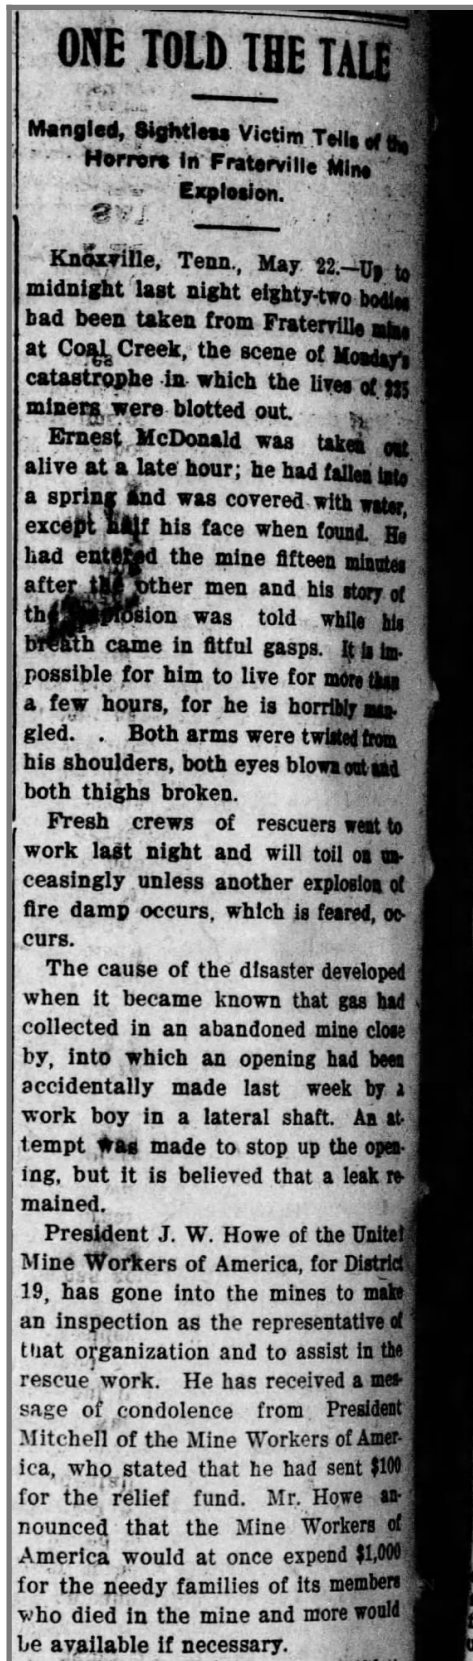 ONE TOLD THE TALE
Mangled, Sightless Victim Tells of the
Horrors in Fraterville Mine
Explosion.
Knoxville, Tenn., May 22.—Up to
midnight last night eighty-two bodies
had been taken from Fraterville mine
at Coal Creek, the scene of Monday's
catastrophe in which the lives of 225
miners were blotted out.
Ernest McDonald was taken out
alive at a late hour; he had fallen into
a spring and was covered with water,
except half his face when found. He
had entered the mine fifteen minutes
after the other men and his story of
the explosion was told while his
breath came in fitful gasps. It is im-
possible for him to live for more than
a few hours, for he is horribly man-
gled. . Both arms were twisted from
his shoulders, both eyes blown out and
both thighs broken.
Fresh crews of rescuers went to
work last night and will toil on un-
ceasingly unless another explosion of
fire damp occurs, which is feared, oc-
curs.
The cause of the disaster developed
when it became known that gas had
collected in an abandoned mine close
by, into which an opening had been
accidentally made last week by a
work boy in a lateral shaft. An at-
tempt was made to stop up the open-
ing, but it is believed that a leak re-
mained.
President J. W. Howe of the United
Mine Workers of America, for District
19, has gone into the mines to make
an inspection as the representative of
that organization and to assist in the
rescue work. He has received a mes-
sage of condolence from President
Mitchell of the Mine Workers of Amer-
ica, who stated that he had sent $100
for the relief fund. Mr. Howe an-
nounced that the Mine Workers of
America would at once expend $1,000
for the needy families of its members
who died in the mine and more would
be available if necessary.